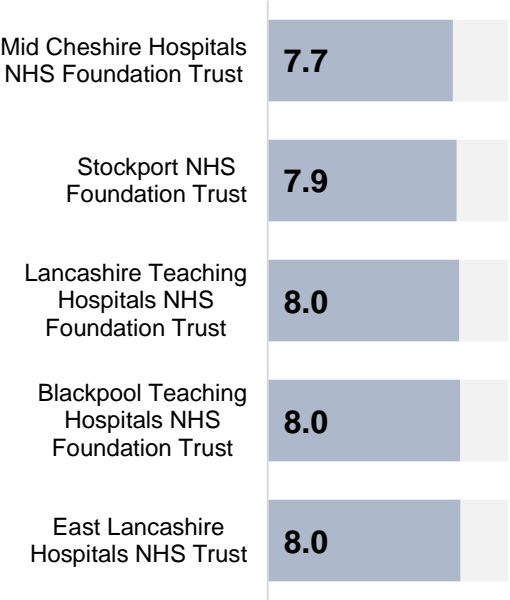 Mid Cheshire Hospitals
NHS Foundation Trust
7.7
Stockport NHS
Foundation Trust
7.9
Lancashire Teaching
Hospitals NHS
Foundation Trust
8.0
Blackpool Teaching
Hospitals NHS
Foundation Trust
8.0
East Lancashire
Hospitals NHS Trust
8.0